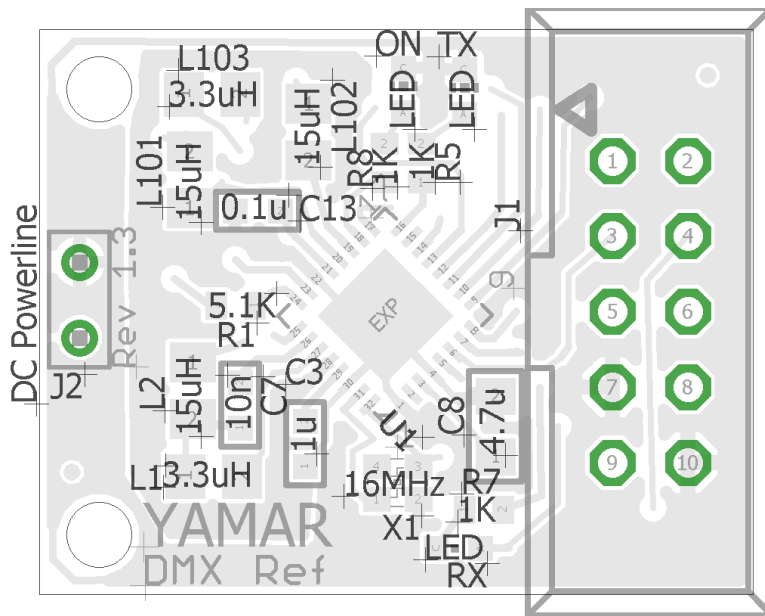 ON TX
L103
3.3uH
15uH
L102
LED
LED
L101
15uH
R8
1K
1K
R5
0.1u C13
J1
1 2
3 4
5 6
7 8
9 10
DC Powerline
Rev 1.3
J2
5.1K
R1
EXP
9
L2
15uH
10n
C7
C3
1u
U1
C8
4.7u
L1 3.3uH
16MHz
X1
R7
1K
LED
RX
YAMAR
DMX Ref